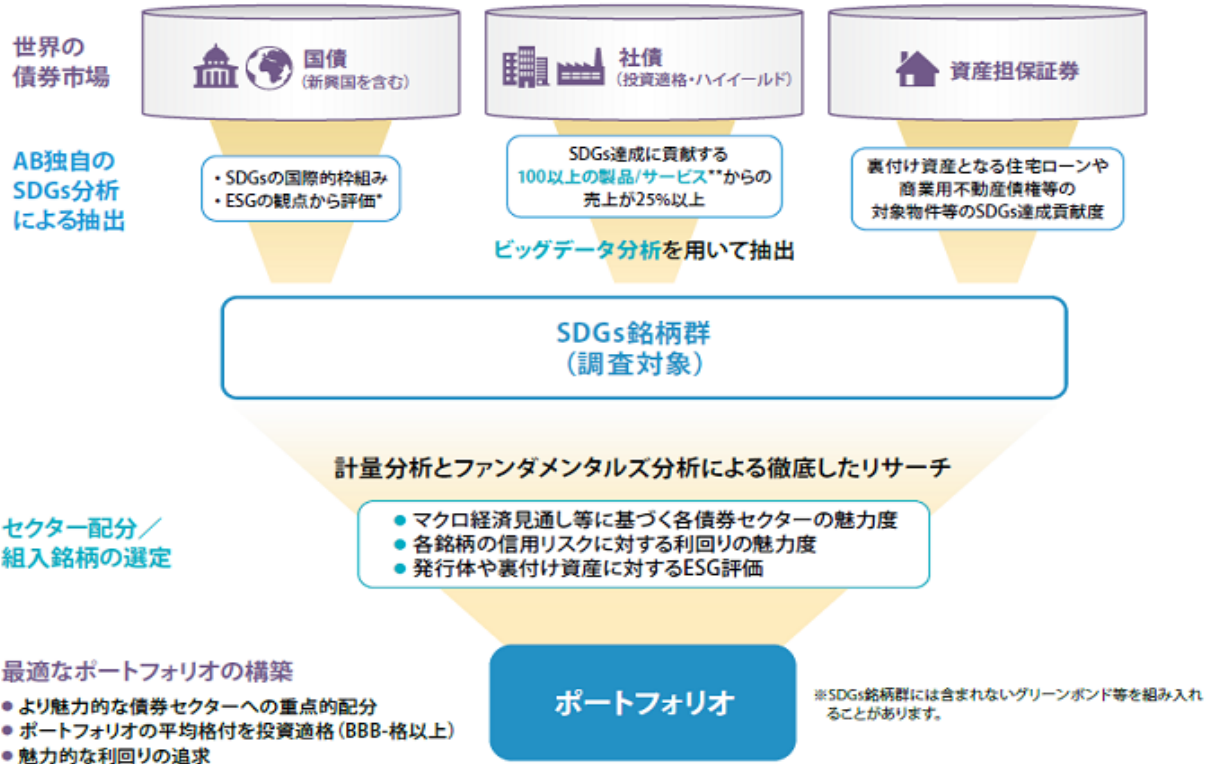 世界の
債券市場
国債
(新興国を含む)
社債
(投資適格・ハイイールド)
資産担保証券
AB独自の
SDGs分析
による抽出
・SDGsの国際的枠組み
・ESGの観点から評価*
SDGs達成に貢献する
100以上の製品/サービス**からの
売上が25%以上
裏付け資産となる住宅ローンや
商業用不動産債権等の
対象物件等のSDGs達成貢献度
ビッグデータ分析を用いて抽出
SDGs銘柄群
(調査対象)
計量分析とファンダメンタルズ分析による徹底したリサーチ
セクター配分／
組入銘柄の選定
● マクロ経済見通し等に基づく各債券セクターの魅力度
● 各銘柄の信用リスクに対する利回りの魅力度
● 発行体や裏付け資産に対するESG評価
最適なポートフォリオの構築
● より魅力的な債券セクターへの重点的配分
● ポートフォリオの平均格付を投資適格(BBB-格以上)
● 魅力的な利回りの追求
ポートフォリオ
※SDGs銘柄群には含まれないグリーンボンド等を組み入れ
ることがあります。